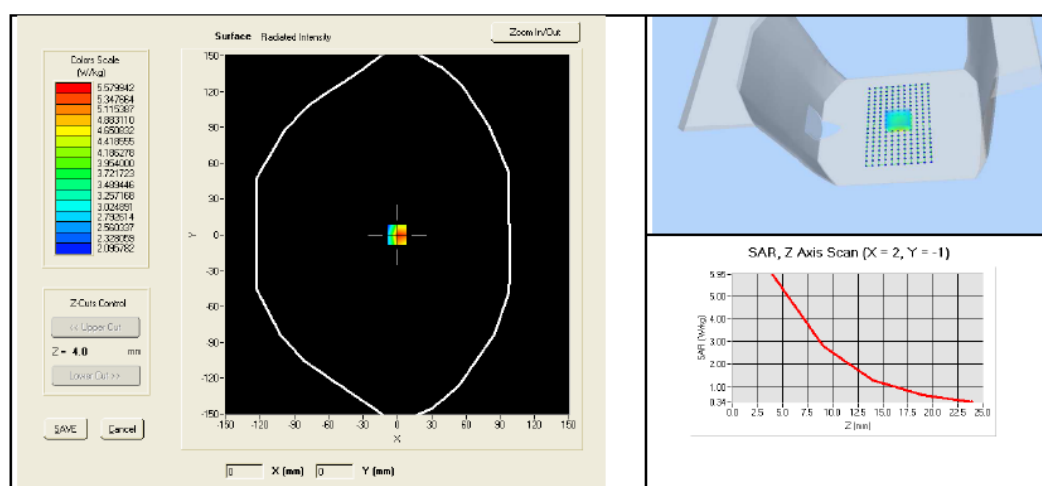 Surface Radiated Intensity
Zoom In/Out
Colors Scale
(W/kg)
5.579942
5.347664
5.115387
4.883110
4.650832
4.418555
4.186278
3.954000
3.721723
3.489446
3.257168
3.024891
2.792614
2.560337
2.328059
2.095782
Z-Cuts Control
<< Upper Cut
Z = 4.0 mm
Lower Cut >>
SAVE
Cancel
150
120
90
60
30
0
-30
-60
-90
-120
-150
Y
-150 -120 -90 -60 -30 0 30 60 90 120 150
X
0 X (mm) 0 Y (mm)
SAR, Z Axis Scan (X = 2, Y = -1)
SAR (W/kg)
5.95
5.00
4.00
3.00
2.00
1.00
0.34
0.0 2.5 5.0 7.5 10.0 12.5 15.0 17.5 20.0 22.5 25.0
Z (mm)